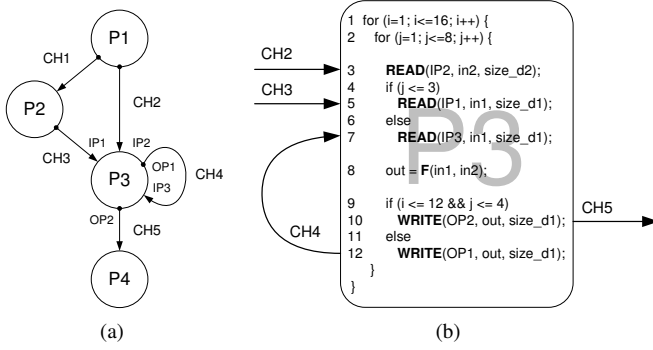 P1
CH1
CH2
P2
CH3
IP1
IP2
P3
OP1
IP3
CH4
OP2
CH5
P4
(a)
CH2
CH3
CH4
P3
1 for (i=1; i<=16; i++) {
2 for (j=1; j<=8; j++) {
3 READ(IP2, in2, size_d2);
4 if (j <= 3)
5 READ(IP1, in1, size_d1);
6 else
7 READ(IP3, in1, size_d1);
8 out = F(in1, in2);
9 if (i <= 12 && j <= 4)
10 WRITE(OP2, out, size_d1);
11 else
12 WRITE(OP1, out, size_d1);
}
}
CH5
(b)